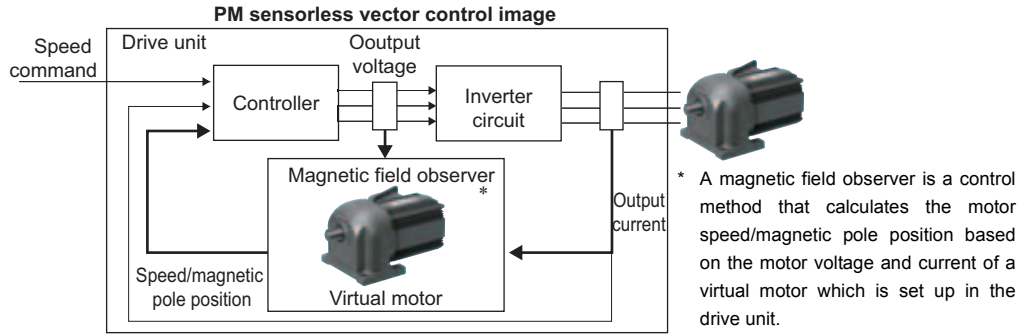 PM sensorless vector control image
Drive unit
Speed
command
Ooutput
voltage
Controller
Inverter
circuit
Magnetic field observer
*
Output
current
Speed/magnetic
pole position
Virtual motor
* A magnetic field observer is a control
method that calculates the motor
speed/magnetic pole position based
on the motor voltage and current of a
virtual motor which is set up in the
drive unit.